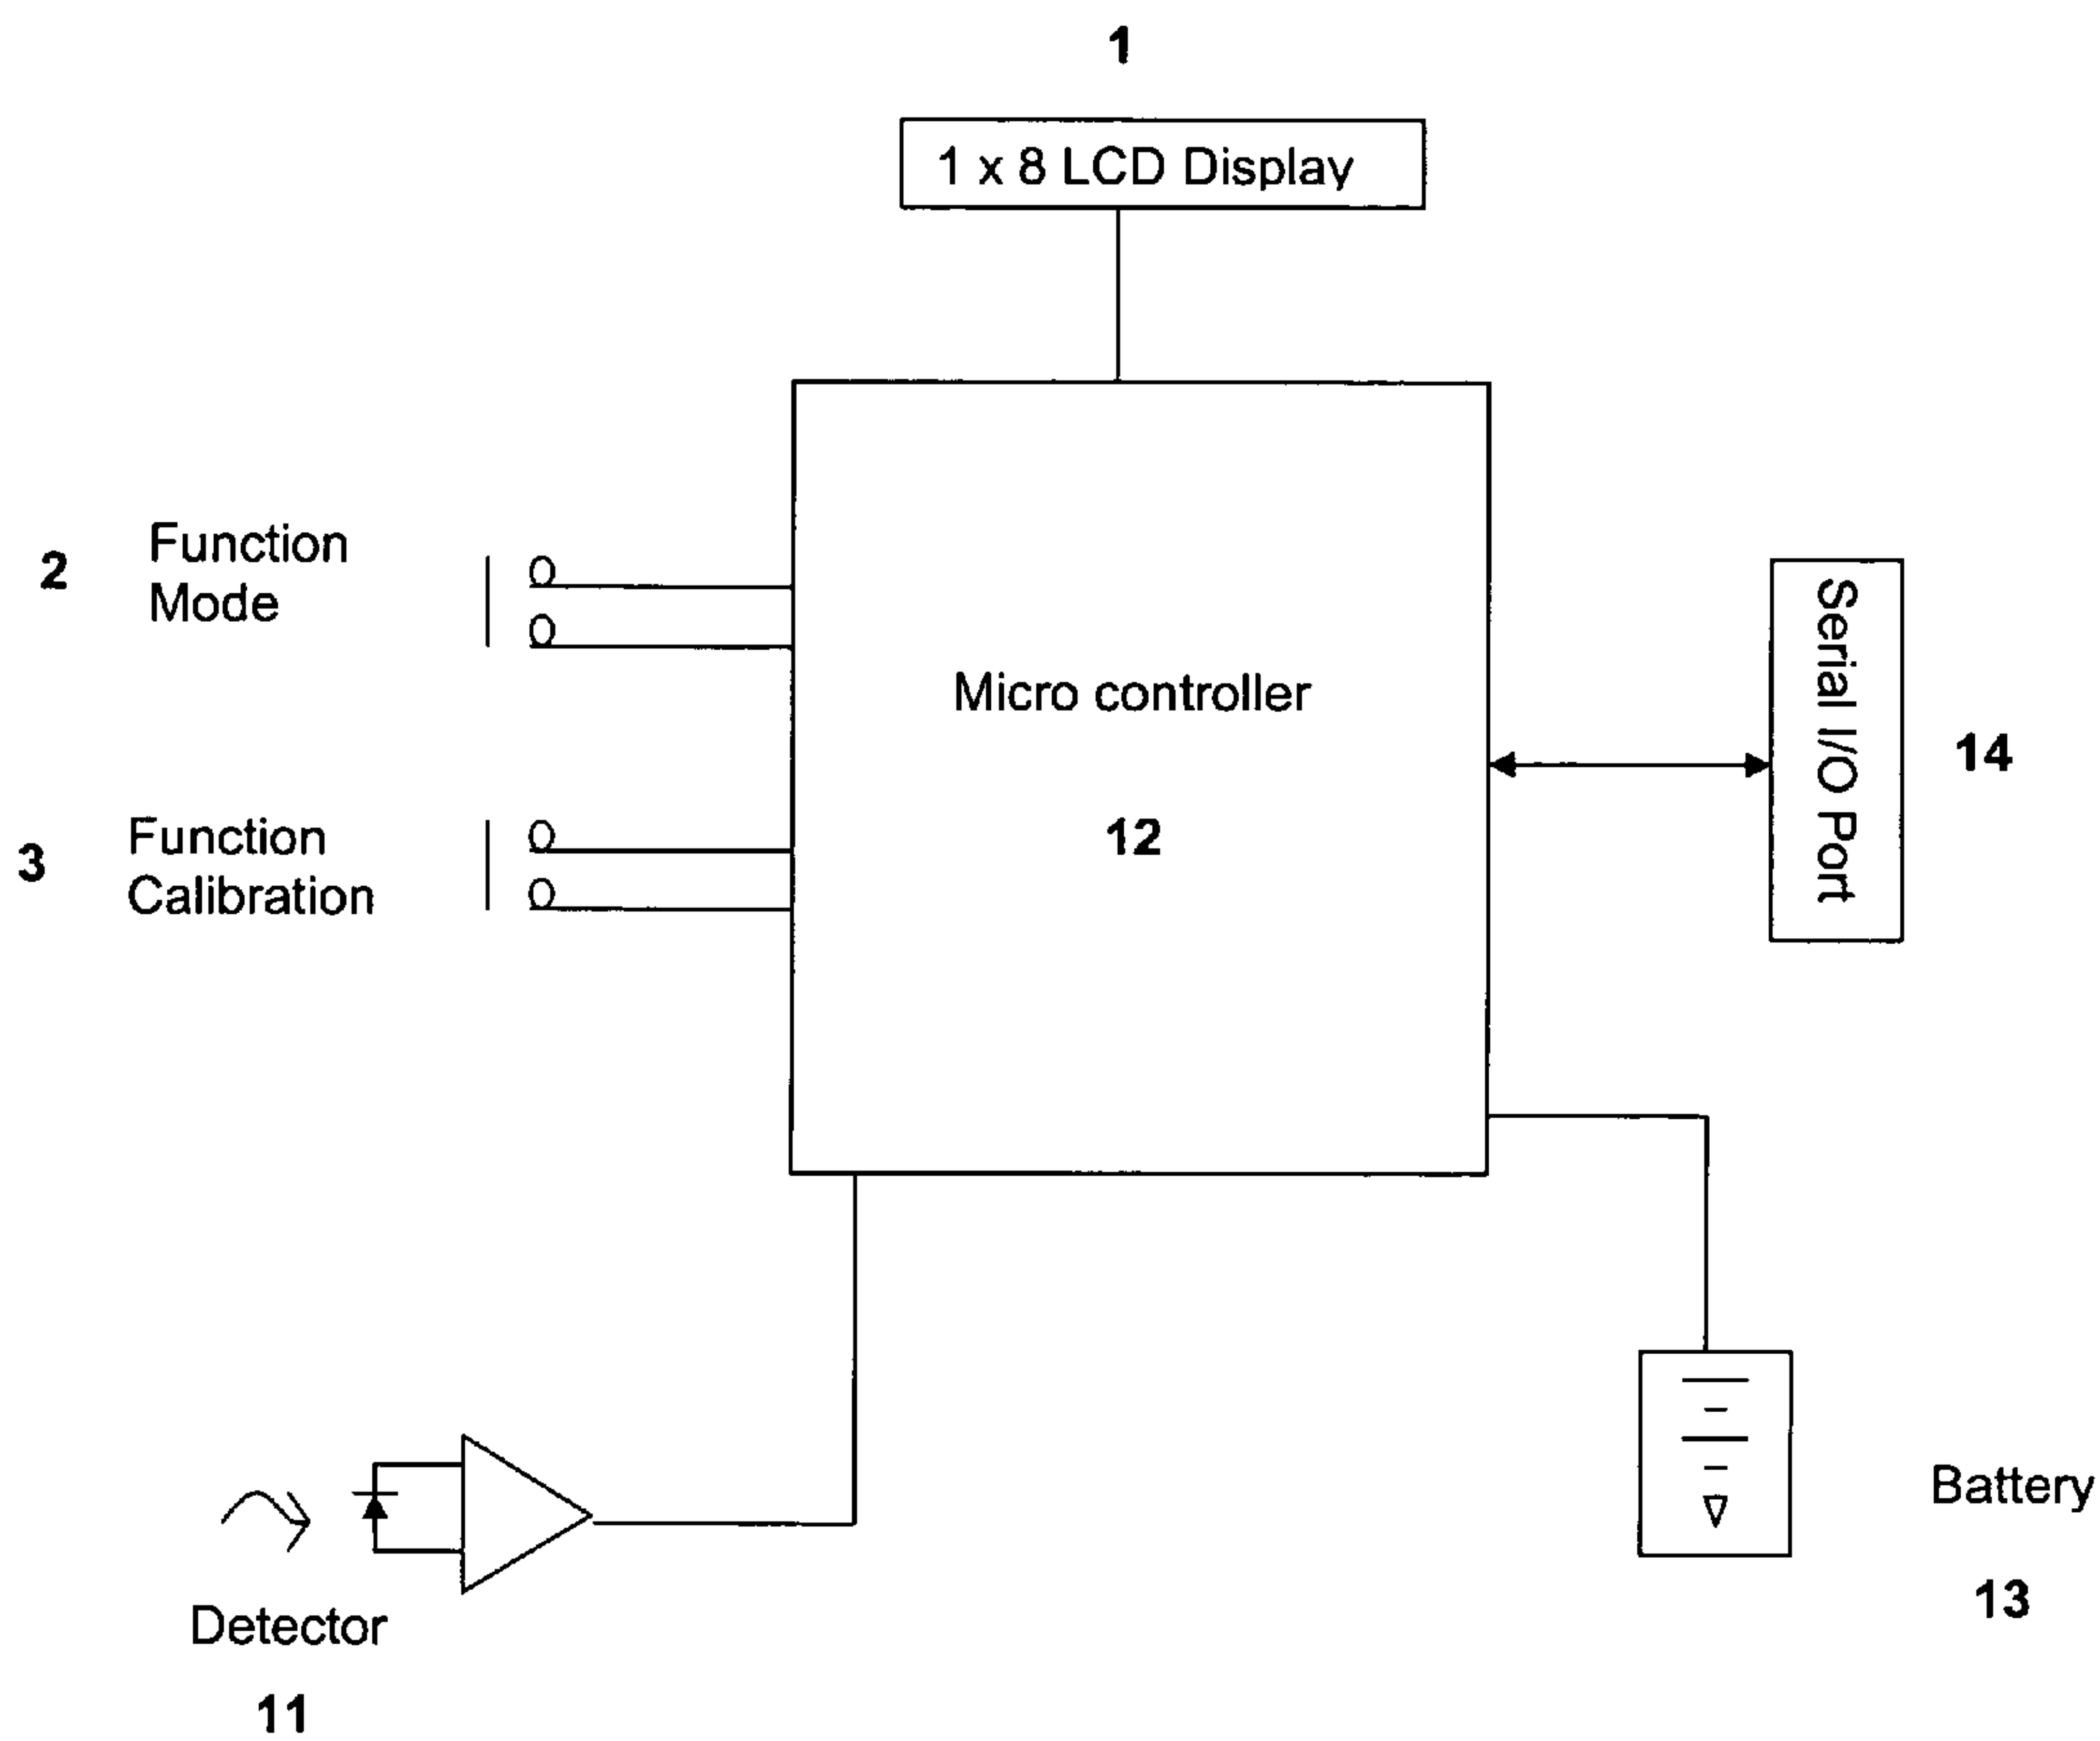 1
1 x 8 LCD Display
2
Function
Mode
Micro controller
12
3
Function
Calibration
Serial I/O Port
14
Battery
13
Detector
11